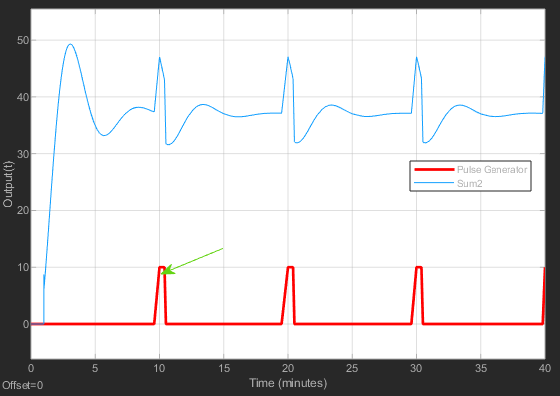 50
40
30
20
10
0
Output(t)
Pulse Generator
Sum2
0 5 10 15 20 25 30 35 40
Time (minutes)
Offset=0